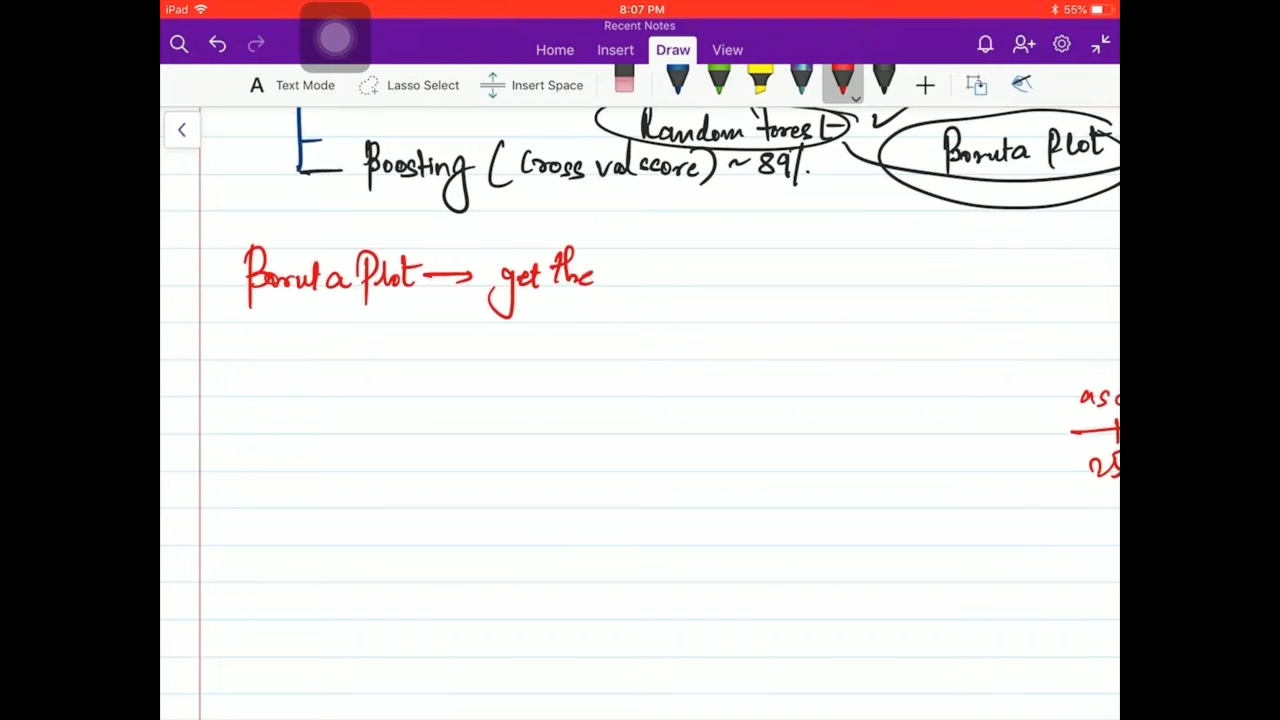 iPad 8:07 PM 55%
Recent Notes
Home Insert Draw View
A Text Mode Lasso Select Insert Space
Random forest
Boruta Plot
Boosting (Cross val score) ~ 89%.
Boruta Plot → get the